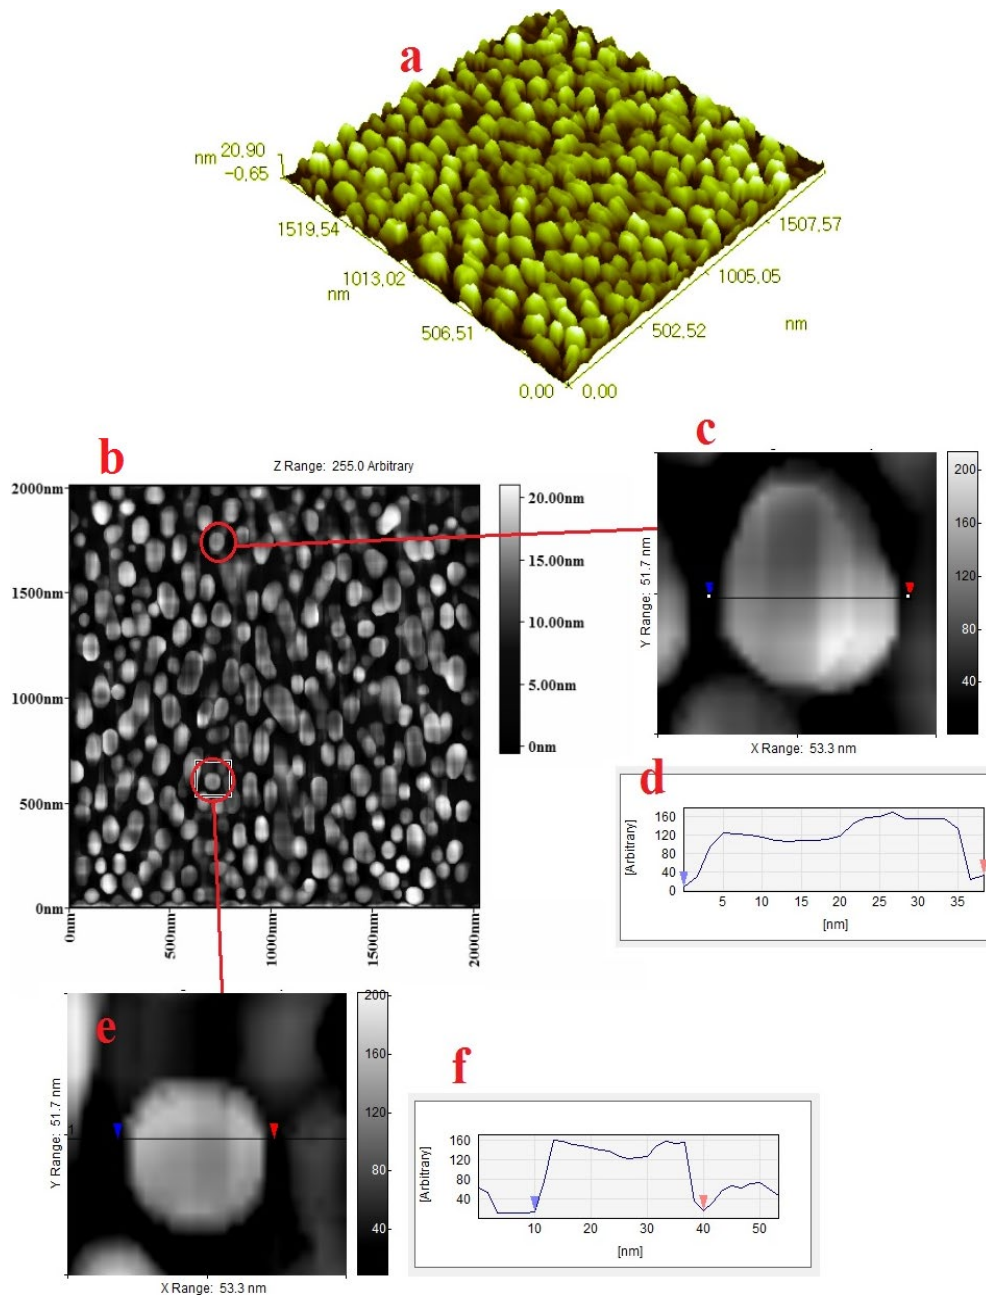 a
nm 20,90
-0,65
1519,54
1013,02
nm
506,51
0,00
0,00
502,52
1005,05
1507,57
nm
b
Z Range: 255.0 Arbitrary
2000nm
1500nm
1000nm
500nm
0nm
0nm
500nm
1000nm
1500nm
2000nm
20.00nm
15.00nm
10.00nm
5.00nm
0nm
c
Y Range: 51.7 nm
X Range: 53.3 nm
200
160
120
80
40
d
[Arbitrary]
160
120
80
40
0
5 10 15 20 25 30 35
[nm]
e
Y Range: 51.7 nm
1
X Range: 53.3 nm
200
160
120
80
40
f
[Arbitrary]
160
120
80
40
10 20 30 40 50
[nm]